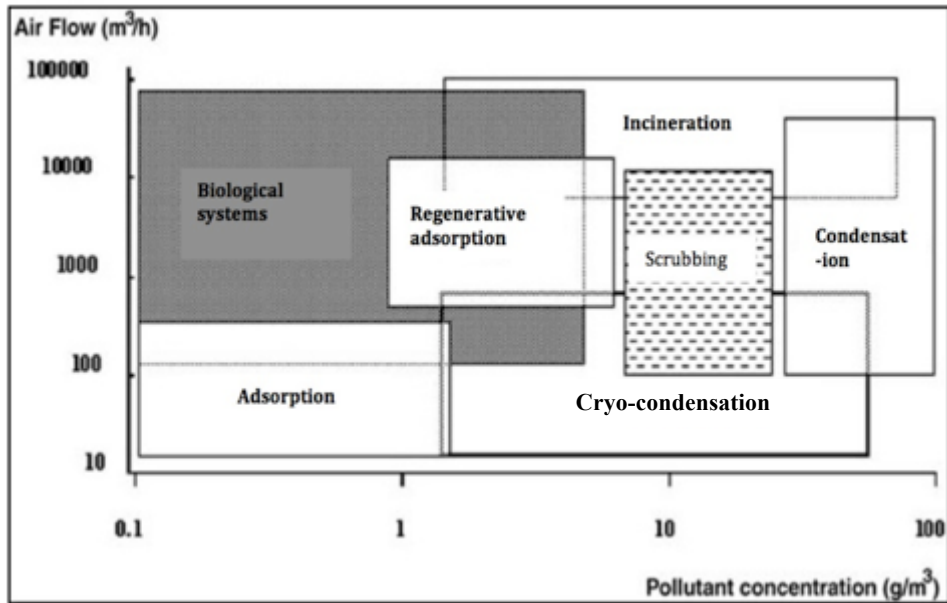 Air Flow (m³/h)
100000
Incineration
10000
Biological
systems
Regenerative
adsorption
Condensat
-ion
Scrubbing
1000
100
Adsorption
Cryo-condensation
10
0.1 1 10 100
Pollutant concentration (g/m³)